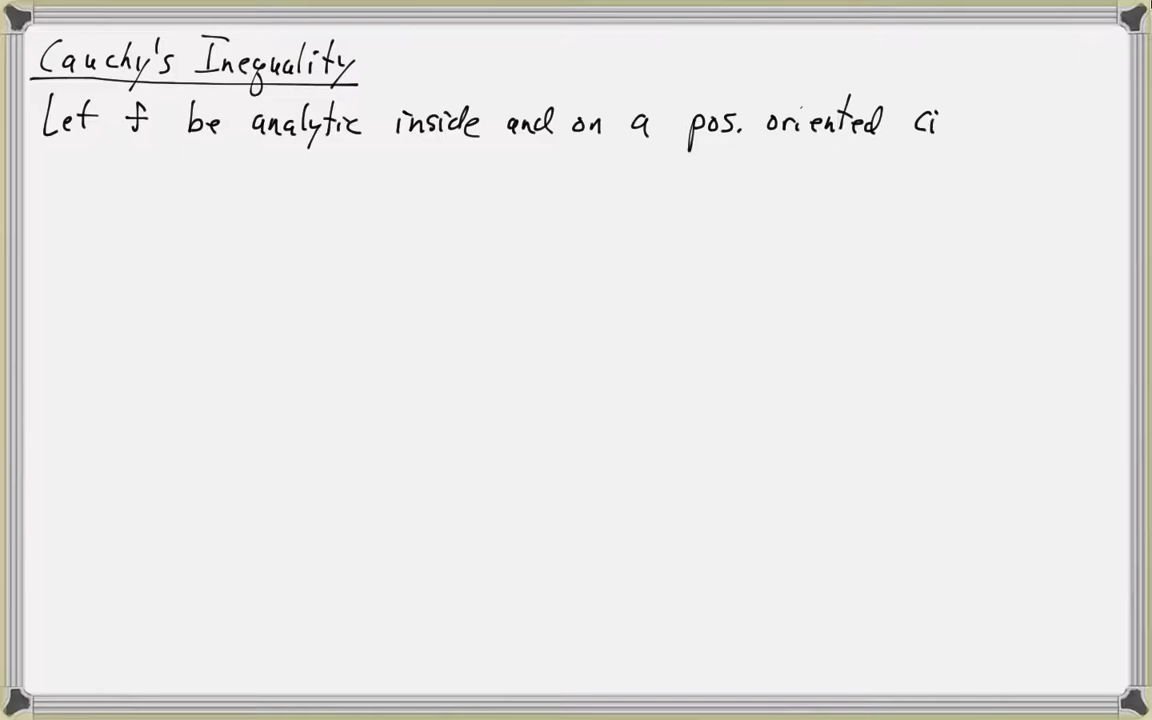 Cauchy's Inequality
Let f be analytic inside and on a pos. oriented ci